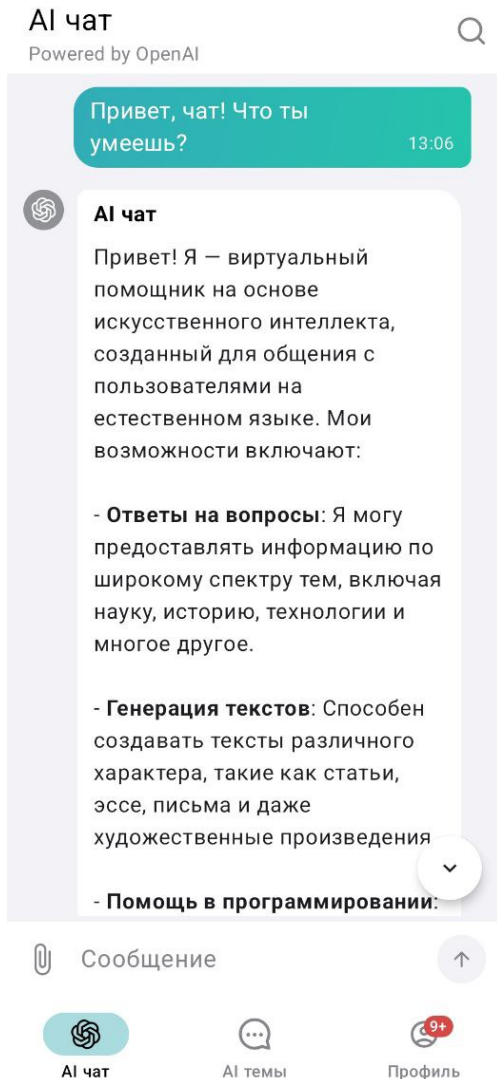 AI чат
Powered by OpenAI
Привет, чат! Что ты
умеешь?
13:06
AI чат
Привет! Я — виртуальный
помощник на основе
искусственного интеллекта,
созданный для общения с
пользователями на
естественном языке. Мои
возможности включают:
- Ответы на вопросы: Я могу
предоставлять информацию по
широкому спектру тем, включая
науку, историю, технологии и
многое другое.
- Генерация текстов: Способен
создавать тексты различного
характера, такие как статьи,
эссе, письма и даже
художественные произведения
- Помощь в программировании:
Сообщение
9+
AI чат
AI темы
Профиль